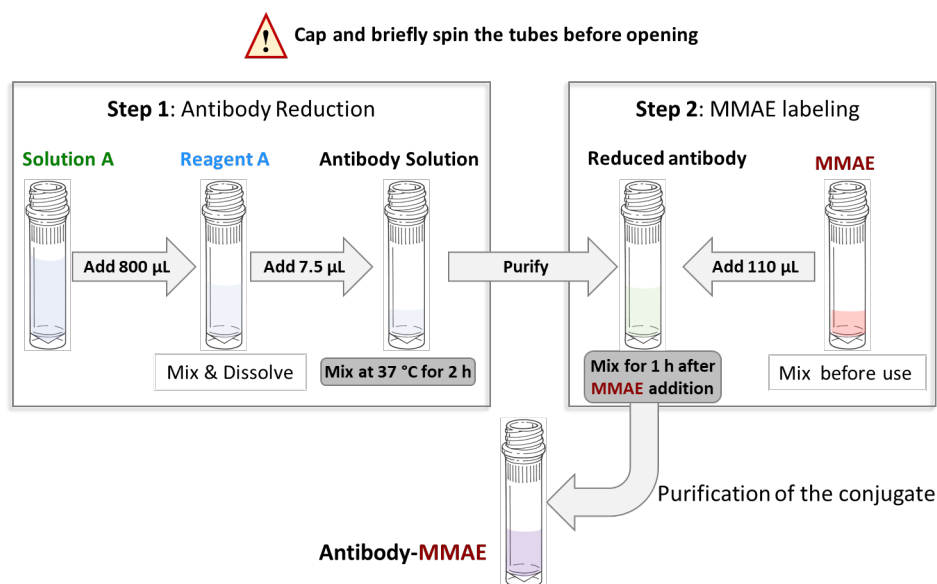 !
Cap and briefly spin the tubes before opening
Step 1: Antibody Reduction
Solution A
Reagent A
Antibody Solution
Add 800 µL
Add 7.5 µL
Mix & Dissolve
Mix at 37 °C for 2 h
Purify
Step 2: MMAE labeling
Reduced antibody
MMAE
Add 110 µL
Mix for 1 h after
MMAE addition
Mix before use
Purification of the conjugate
Antibody-MMAE